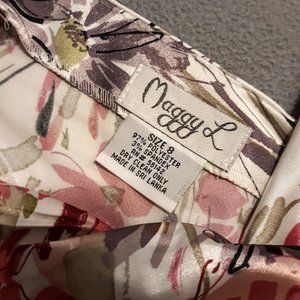 Maggy L
SIZE 8
97% POLYESTER
3% SPANDEX
DRY CLEAN ONLY
MADE IN SRI LANKA